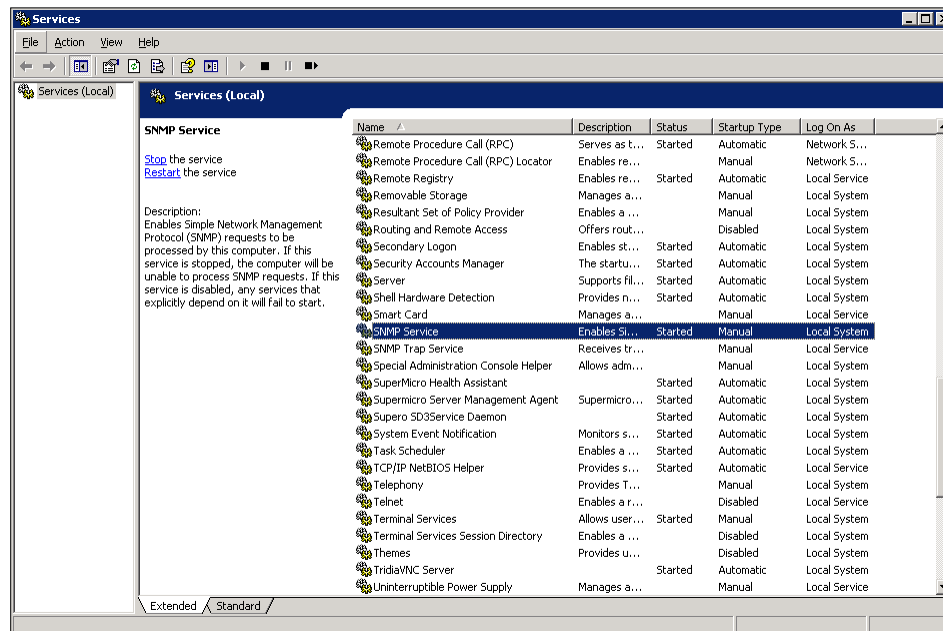 Services
File Action View Help
Services (Local)
Services (Local)
SNMP Service
Stop the service
Restart the service
Description:
Enables Simple Network Management
Protocol (SNMP) requests to be
processed by this computer. If this
service is stopped, the computer will be
unable to process SNMP requests. If this
service is disabled, any services that
explicitly depend on it will fail to start.
Name Description Status Startup Type Log On As
Remote Procedure Call (RPC) Serves as t... Started Automatic Network S...
Remote Procedure Call (RPC) Locator Enables re... Manual Network S...
Remote Registry Enables re... Started Automatic Local Service
Removable Storage Manages a... Manual Local System
Resultant Set of Policy Provider Enables a ... Manual Local System
Routing and Remote Access Offers rout... Disabled Local System
Secondary Logon Enables st... Started Automatic Local System
Security Accounts Manager The startu... Started Automatic Local System
Server Supports fil... Started Automatic Local System
Shell Hardware Detection Provides n... Started Automatic Local System
Smart Card Manages a... Manual Local Service
SNMP Service Enables Si... Started Manual Local System
SNMP Trap Service Receives tr... Manual Local Service
Special Administration Console Helper Allows adm... Manual Local System
SuperMicro Health Assistant Started Automatic Local System
Supermicro Server Management Agent Supermicro... Started Automatic Local System
Supero SD3Service Daemon Started Automatic Local System
System Event Notification Monitors s... Started Automatic Local System
Task Scheduler Enables a ... Started Automatic Local System
TCP/IP NetBIOS Helper Provides s... Started Automatic Local Service
Telephony Provides T... Manual Local System
Telnet Enables a r... Disabled Local Service
Terminal Services Allows user... Started Manual Local System
Terminal Services Session Directory Enables a ... Disabled Local System
Themes Provides u... Disabled Local System
TridiaVNC Server Started Automatic Local System
Uninterruptible Power Supply Manages a... Manual Local Service
Extended Standard